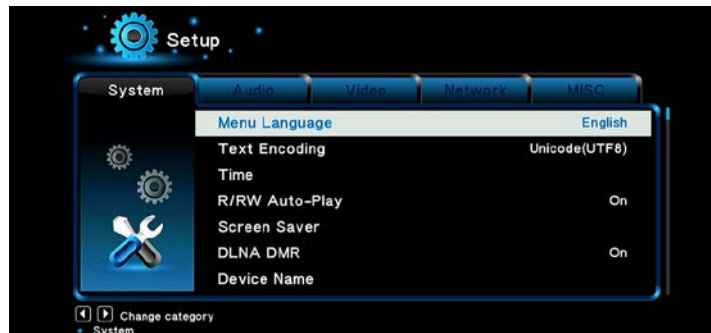 Setup
System Audio Video Network MISC
Menu Language English
Text Encoding Unicode(UTF8)
Time
R/RW Auto-Play On
Screen Saver
DLNA DMR On
Device Name
Change category
System